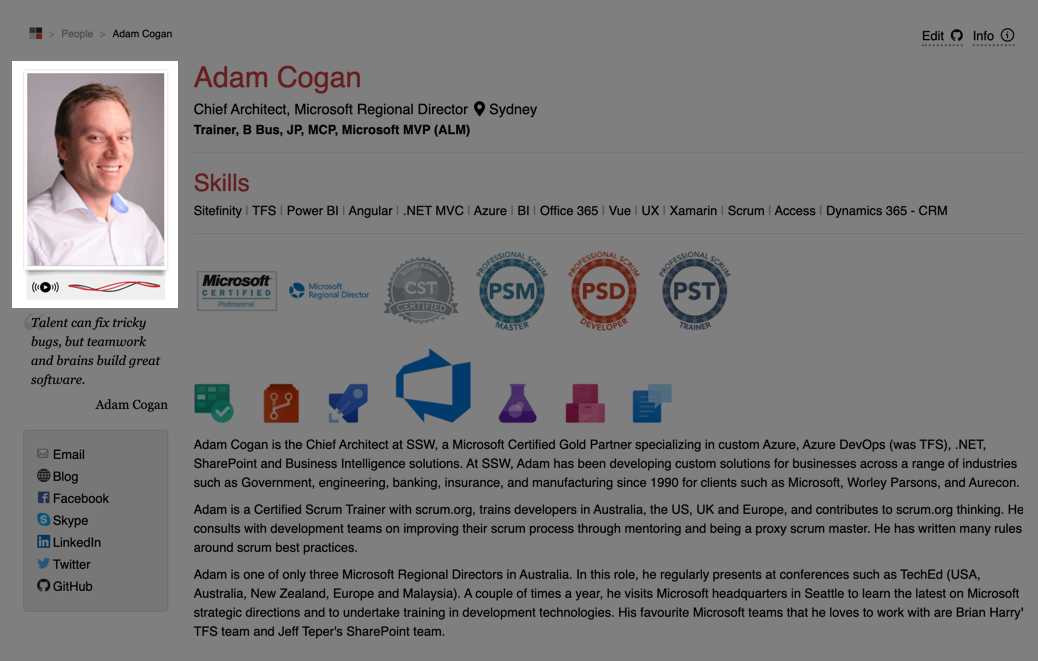 > People > Adam Cogan
Edit Info
Adam Cogan
Chief Architect, Microsoft Regional Director Sydney
Trainer, B Bus, JP, MCP, Microsoft MVP (ALM)
Skills
Sitefinity | TFS | Power BI | Angular | .NET MVC | Azure | BI | Office 365 | Vue | UX | Xamarin | Scrum | Access | Dynamics 365 - CRM
Microsoft
CERTIFIED
Professional
Microsoft
Regional Director
CST
CERTIFIED
PROFESSIONAL SCRUM
PSM
MASTER
PROFESSIONAL SCRUM
PSD
DEVELOPER
PROFESSIONAL SCRUM
PST
TRAINER
“
Talent can fix tricky
bugs, but teamwork
and brains build great
software.
Adam Cogan
Email
Blog
Facebook
Skype
LinkedIn
Twitter
GitHub
Adam Cogan is the Chief Architect at SSW, a Microsoft Certified Gold Partner specializing in custom Azure, Azure DevOps (was TFS), .NET,
SharePoint and Business Intelligence solutions. At SSW, Adam has been developing custom solutions for businesses across a range of industries
such as Government, engineering, banking, insurance, and manufacturing since 1990 for clients such as Microsoft, Worley Parsons, and Aurecon.
Adam is a Certified Scrum Trainer with scrum.org, trains developers in Australia, the US, UK and Europe, and contributes to scrum.org thinking. He
consults with development teams on improving their scrum process through mentoring and being a proxy scrum master. He has written many rules
around scrum best practices.
Adam is one of only three Microsoft Regional Directors in Australia. In this role, he regularly presents at conferences such as TechEd (USA,
Australia, New Zealand, Europe and Malaysia). A couple of times a year, he visits Microsoft headquarters in Seattle to learn the latest on Microsoft
strategic directions and to undertake training in development technologies. His favourite Microsoft teams that he loves to work with are Brian Harry'
TFS team and Jeff Teper's SharePoint team.